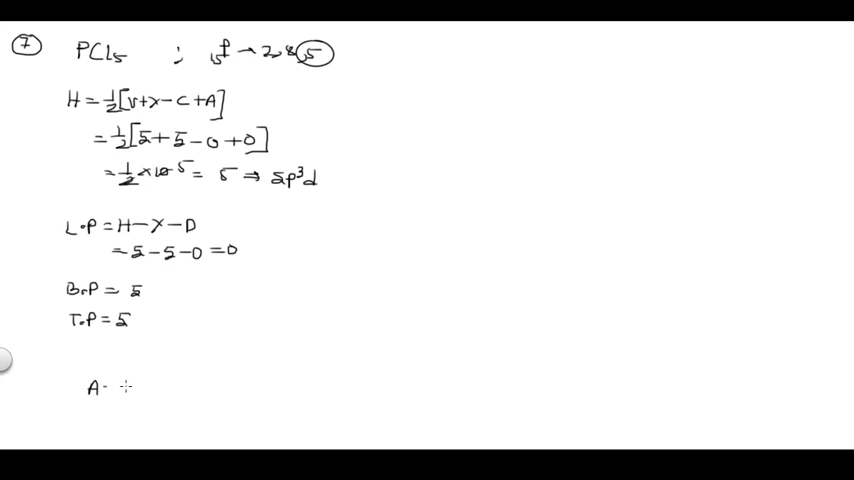 7 PCl5 ; 15P → 2, 8, 5
H = 1/2 [V+X-C+A]
= 1/2 [5+5-0+0]
= 1/2 × 10 5 = 5 ⇒ sp³d
L.P = H-X-D
= 5-5-0 = 0
B.P = 5
T.P = 5
A-